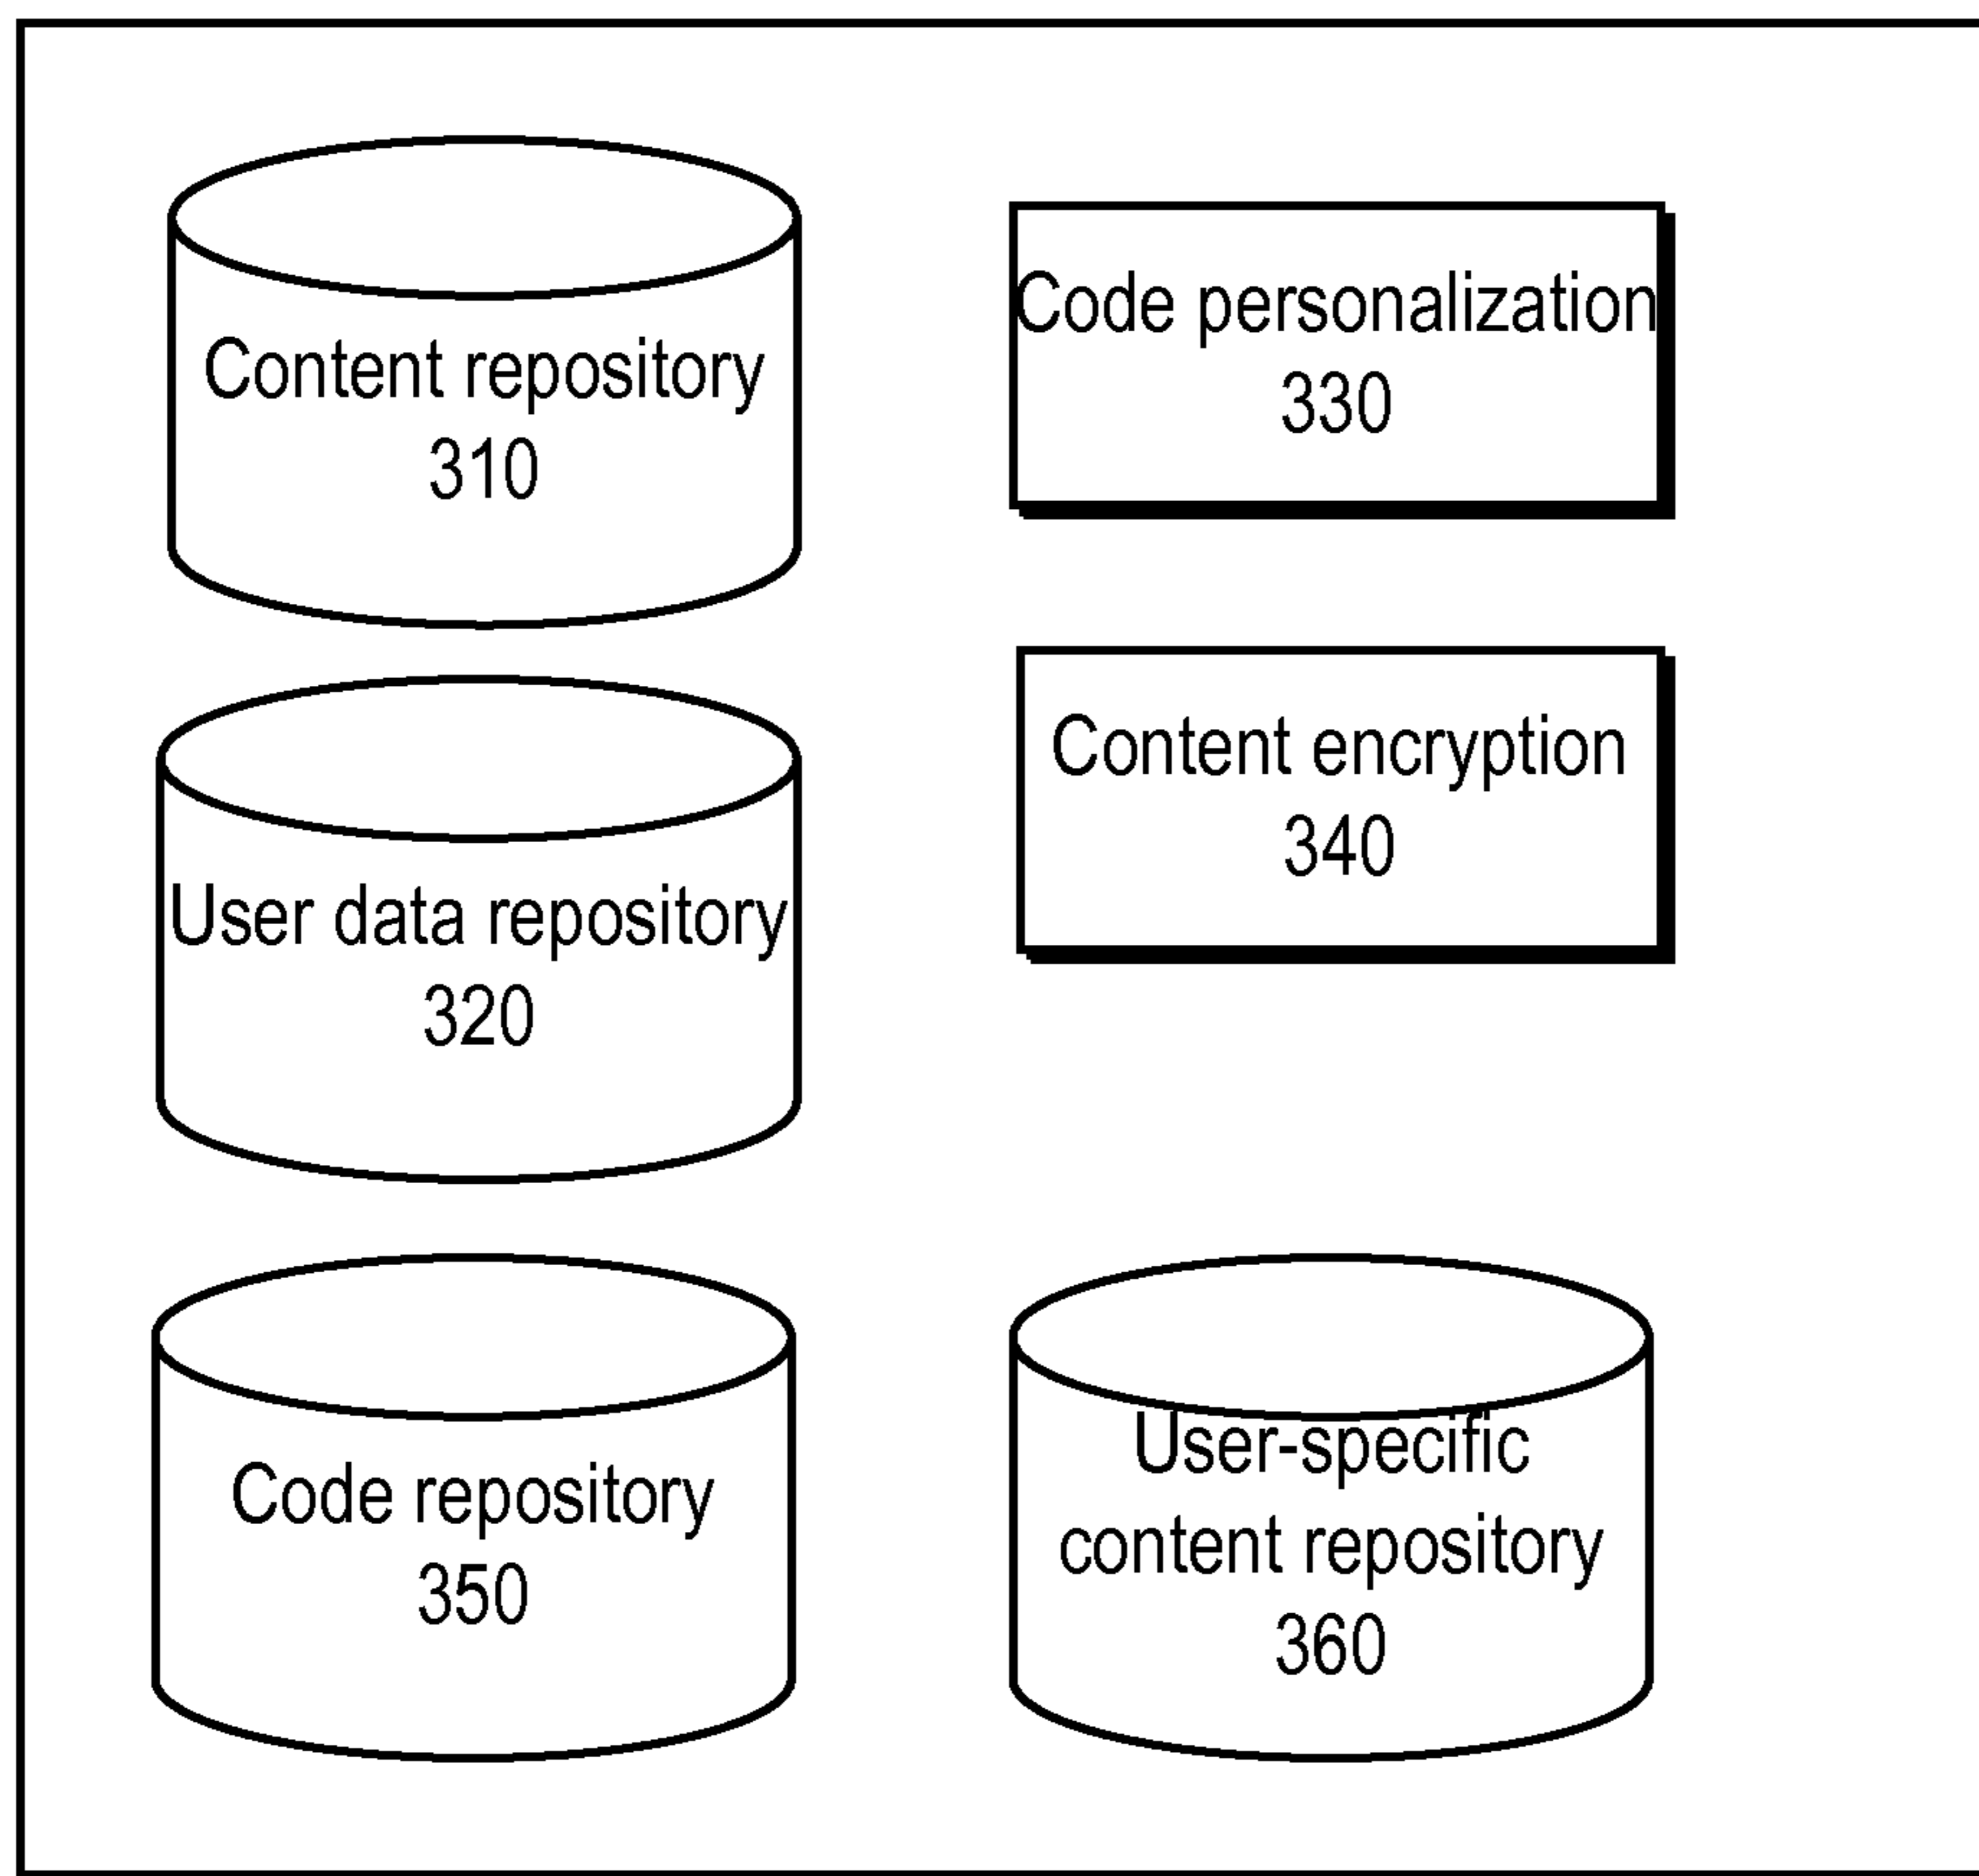 Content repository
310
Code personalization
330
User data repository
320
Content encryption
340
Code repository
350
User-specific
content repository
360